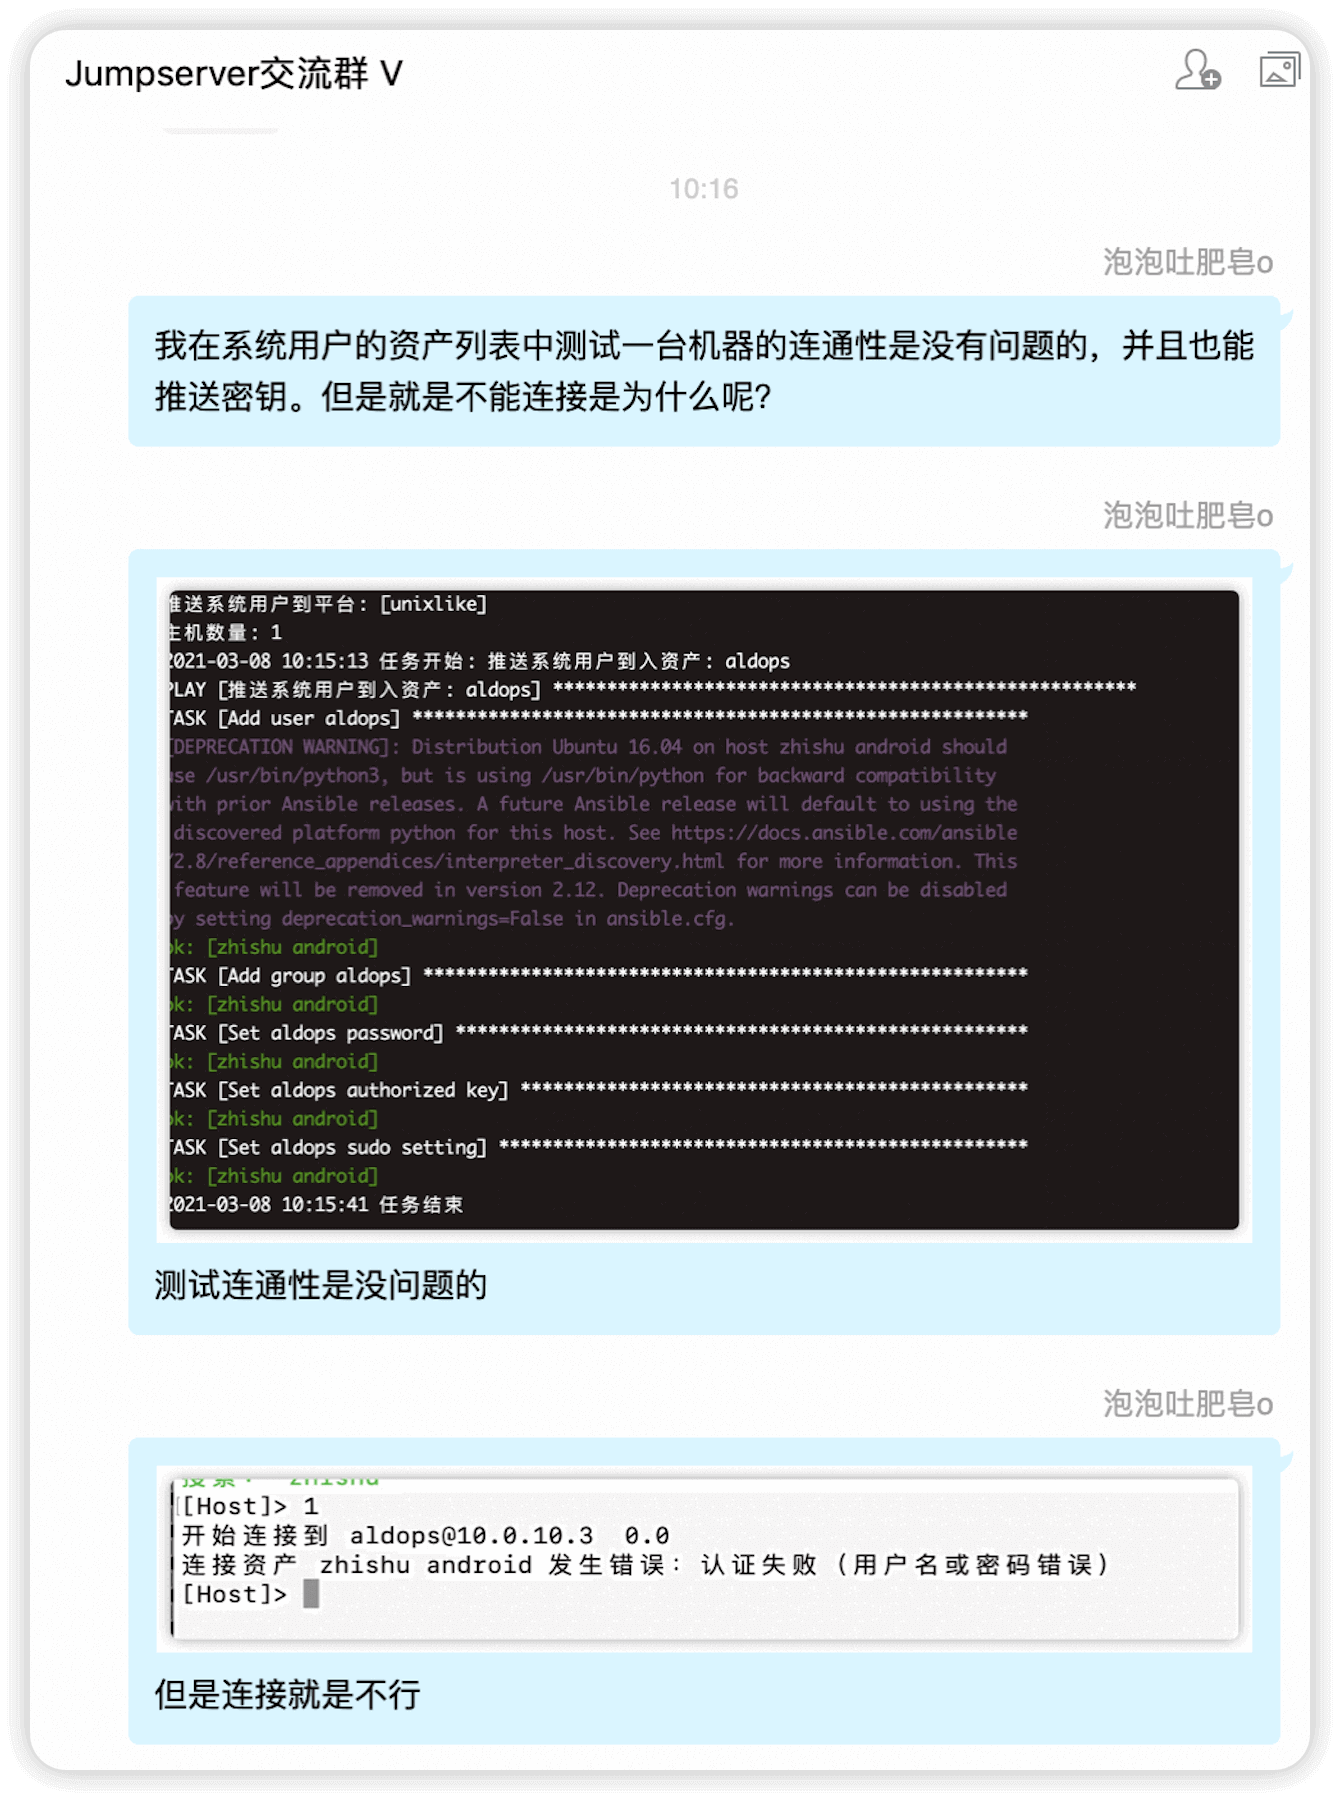 Jumpserver交流群 V
10:16
泡泡吐肥皂o
我在系统用户的资产列表中测试一台机器的连通性是没有问题的，并且也能
推送密钥。但是就是不能连接是为什么呢？
泡泡吐肥皂o
推送系统用户到平台: [unixlike]
主机数量: 1
2021-03-08 10:15:13 任务开始: 推送系统用户到入资产: aldops
PLAY [推送系统用户到入资产: aldops] ******************************************************
TASK [Add user aldops] *********************************************************
[DEPRECATION WARNING]: Distribution Ubuntu 16.04 on host zhishu android should
use /usr/bin/python3, but is using /usr/bin/python for backward compatibility
with prior Ansible releases. A future Ansible release will default to using the
discovered platform python for this host. See https://docs.ansible.com/ansible
/2.8/reference_appendices/interpreter_discovery.html for more information. This
feature will be removed in version 2.12. Deprecation warnings can be disabled
by setting deprecation_warnings=False in ansible.cfg.
ok: [zhishu android]
TASK [Add group aldops] ********************************************************
ok: [zhishu android]
TASK [Set aldops password] *****************************************************
ok: [zhishu android]
TASK [Set aldops authorized key] ***********************************************
ok: [zhishu android]
TASK [Set aldops sudo setting] *************************************************
ok: [zhishu android]
2021-03-08 10:15:41 任务结束
测试连通性是没问题的
泡泡吐肥皂o
搜索: zhishu
[Host]> 1
开始连接到 aldops@10.0.10.3 0.0
连接资产 zhishu android 发生错误: 认证失败 (用户名或密码错误)
[Host]>
但是连接就是不行